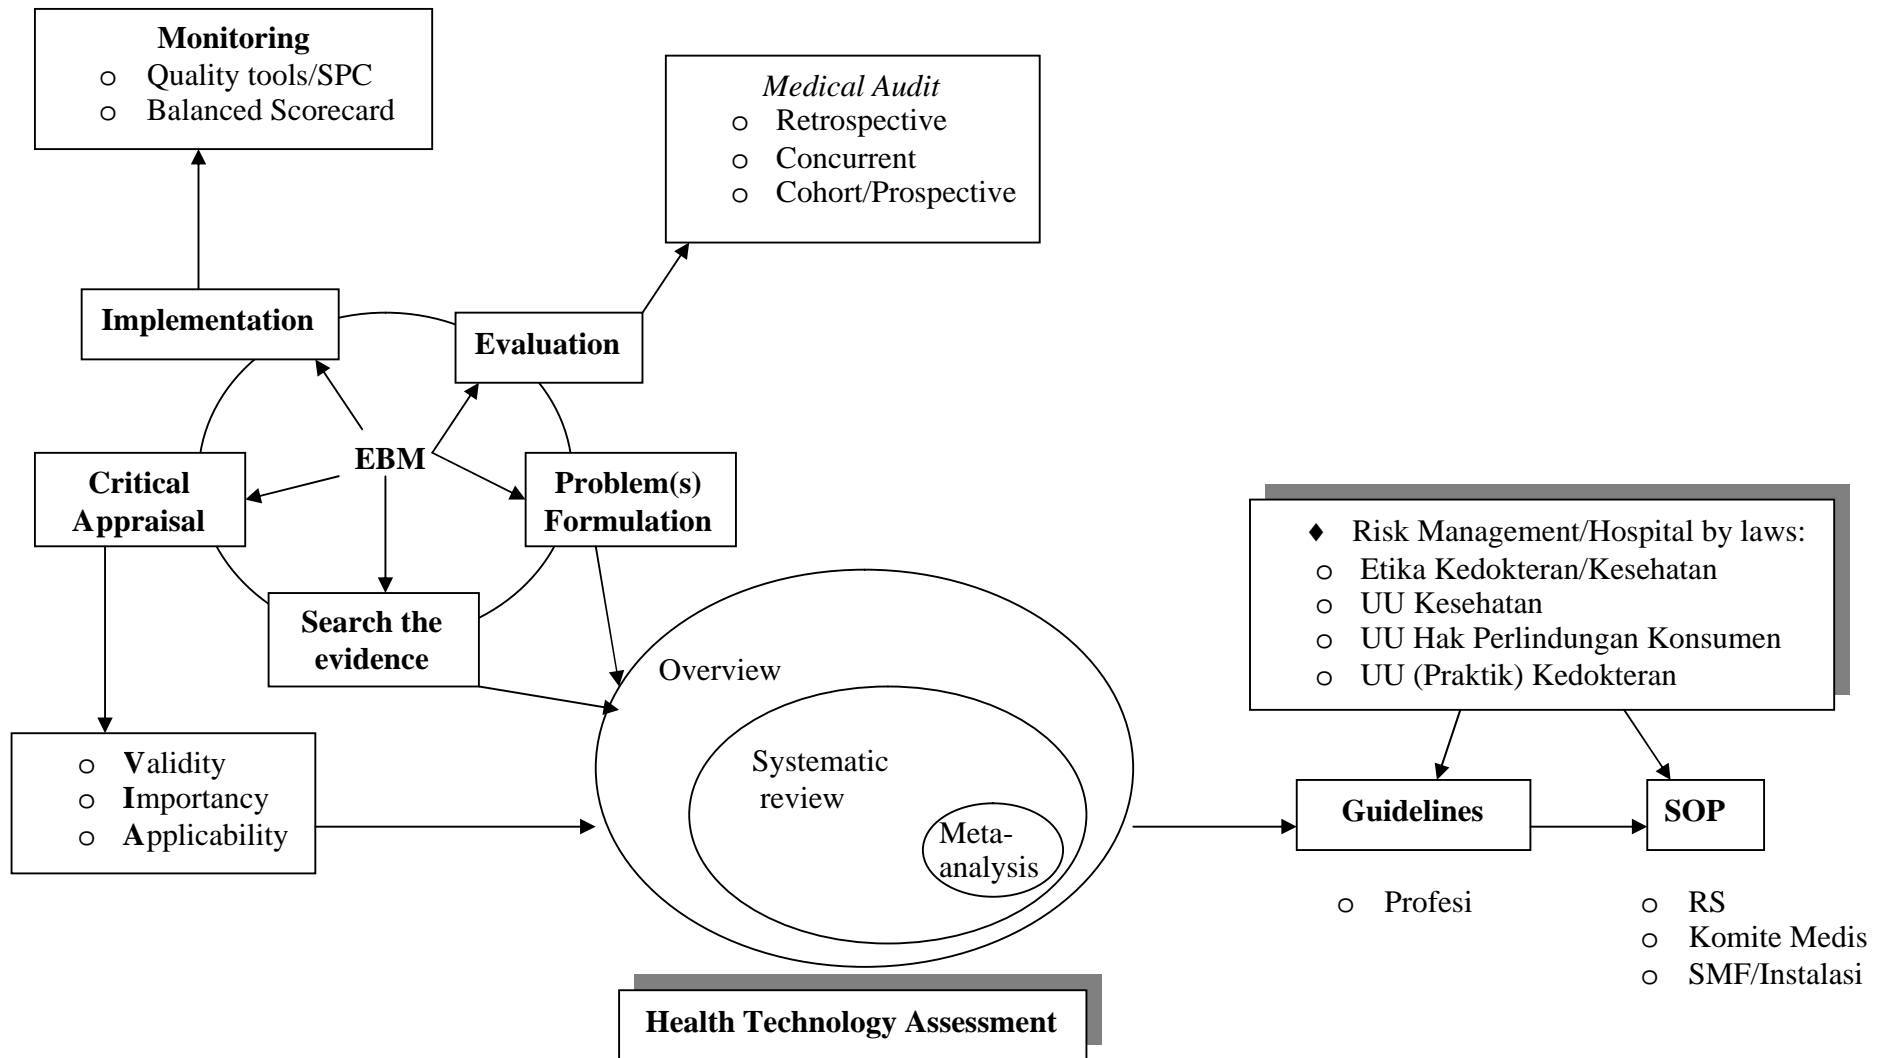 Monitoring
o Quality tools/SPC
o Balanced Scorecard
Medical Audit
o Retrospective
o Concurrent
o Cohort/Prospective
Implementation
Evaluation
EBM
Critical
Appraisal
Problem(s)
Formulation
Search the
evidence
o Validity
o Importancy
o Applicability
Overview
Systematic
review
Meta-
analysis
Health Technology Assessment
♦ Risk Management/Hospital by laws:
o Etika Kedokteran/Kesehatan
o UU Kesehatan
o UU Hak Perlindungan Konsumen
o UU (Praktik) Kedokteran
Guidelines
SOP
o Profesi
o RS
o Komite Medis
o SMF/Instalasi